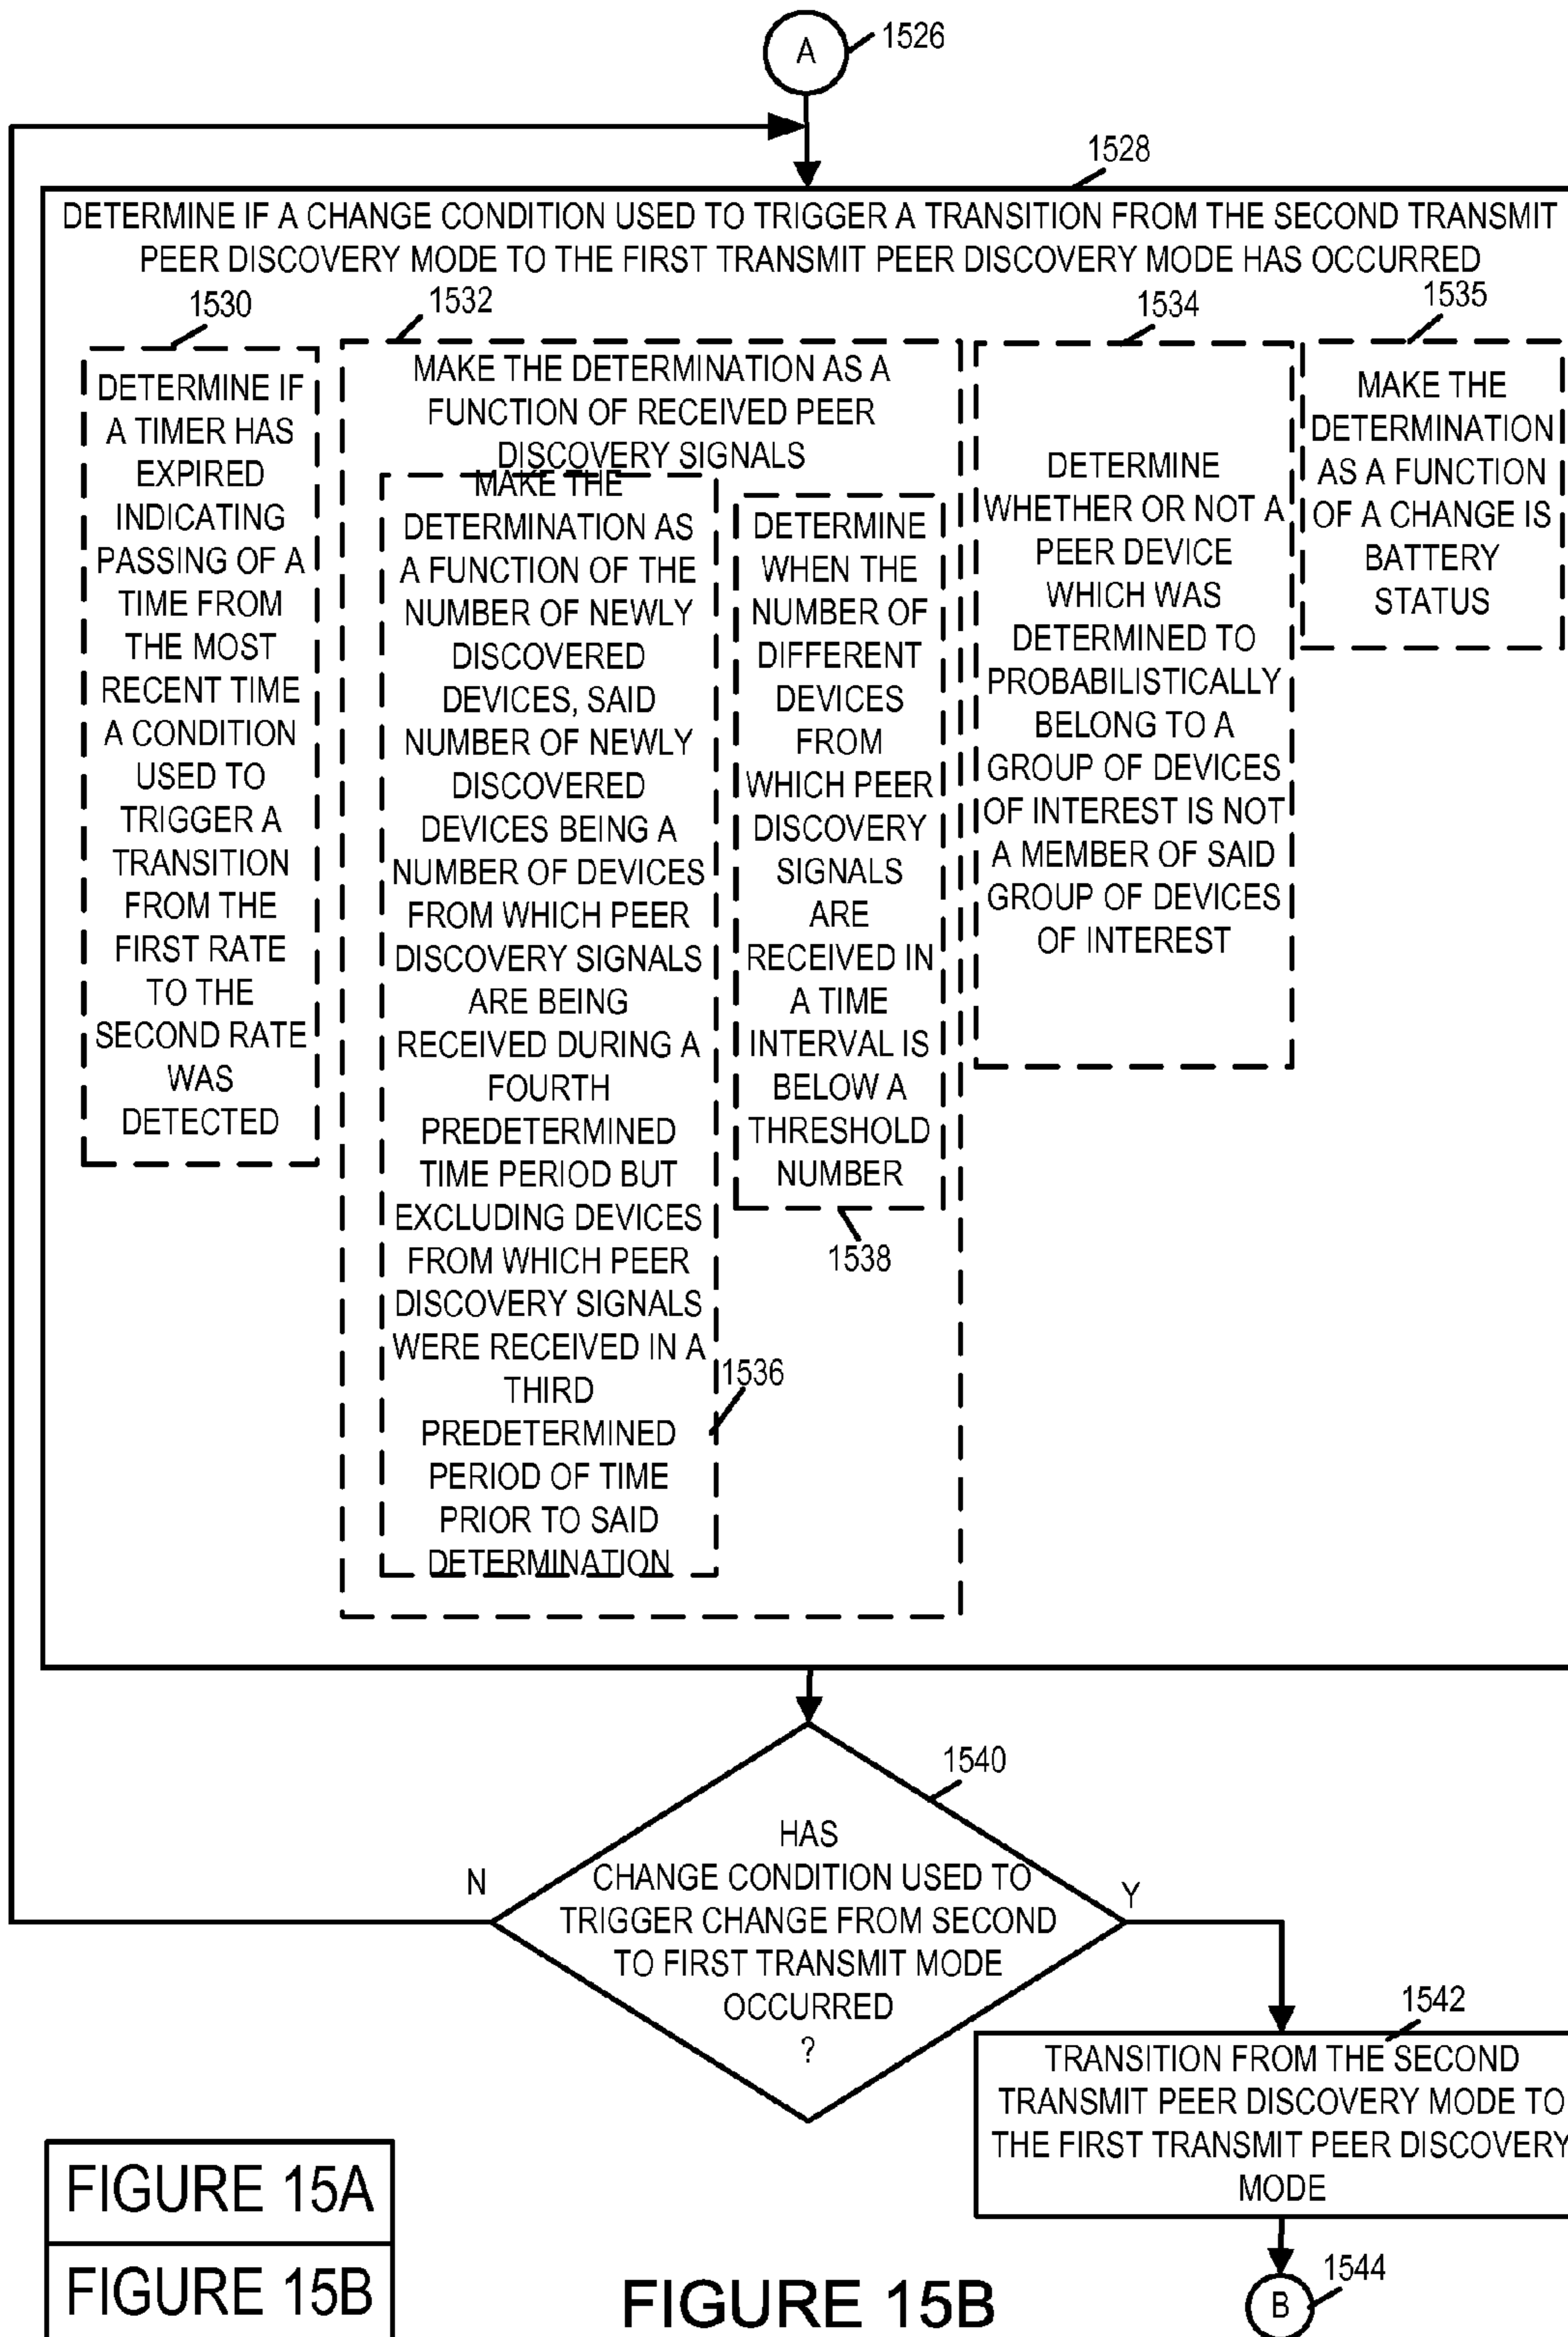 A
1526
1528
DETERMINE IF A CHANGE CONDITION USED TO TRIGGER A TRANSITION FROM THE SECOND TRANSMIT
PEER DISCOVERY MODE TO THE FIRST TRANSMIT PEER DISCOVERY MODE HAS OCCURRED
1530
DETERMINE IF
A TIMER HAS
EXPIRED
INDICATING
PASSING OF A
TIME FROM
THE MOST
RECENT TIME
A CONDITION
USED TO
TRIGGER A
TRANSITION
FROM THE
FIRST RATE
TO THE
SECOND RATE
WAS
DETECTED
1532
MAKE THE DETERMINATION AS A
FUNCTION OF RECEIVED PEER
DISCOVERY SIGNALS
MAKE THE
DETERMINATION AS
A FUNCTION OF THE
NUMBER OF NEWLY
DISCOVERED
DEVICES, SAID
NUMBER OF NEWLY
DISCOVERED
DEVICES BEING A
NUMBER OF DEVICES
FROM WHICH PEER
DISCOVERY SIGNALS
ARE BEING
RECEIVED DURING A
FOURTH
PREDETERMINED
TIME PERIOD BUT
EXCLUDING DEVICES
FROM WHICH PEER
DISCOVERY SIGNALS
WERE RECEIVED IN A
THIRD
PREDETERMINED
PERIOD OF TIME
PRIOR TO SAID
DETERMINATION
1536
DETERMINE
WHEN THE
NUMBER OF
DIFFERENT
DEVICES
FROM
WHICH PEER
DISCOVERY
SIGNALS
ARE
RECEIVED IN
A TIME
INTERVAL IS
BELOW A
THRESHOLD
NUMBER
1538
1534
DETERMINE
WHETHER OR NOT A
PEER DEVICE
WHICH WAS
DETERMINED TO
PROBABILISTICALLY
BELONG TO A
GROUP OF DEVICES
OF INTEREST IS NOT
A MEMBER OF SAID
GROUP OF DEVICES
OF INTEREST
1535
MAKE THE
DETERMINATION
AS A FUNCTION
OF A CHANGE IS
BATTERY
STATUS
1540
HAS
CHANGE CONDITION USED TO
TRIGGER CHANGE FROM SECOND
TO FIRST TRANSMIT MODE
OCCURRED
?
N
Y
1542
TRANSITION FROM THE SECOND
TRANSMIT PEER DISCOVERY MODE TO
THE FIRST TRANSMIT PEER DISCOVERY
MODE
B
1544
FIGURE 15A
FIGURE 15B
FIGURE 15B